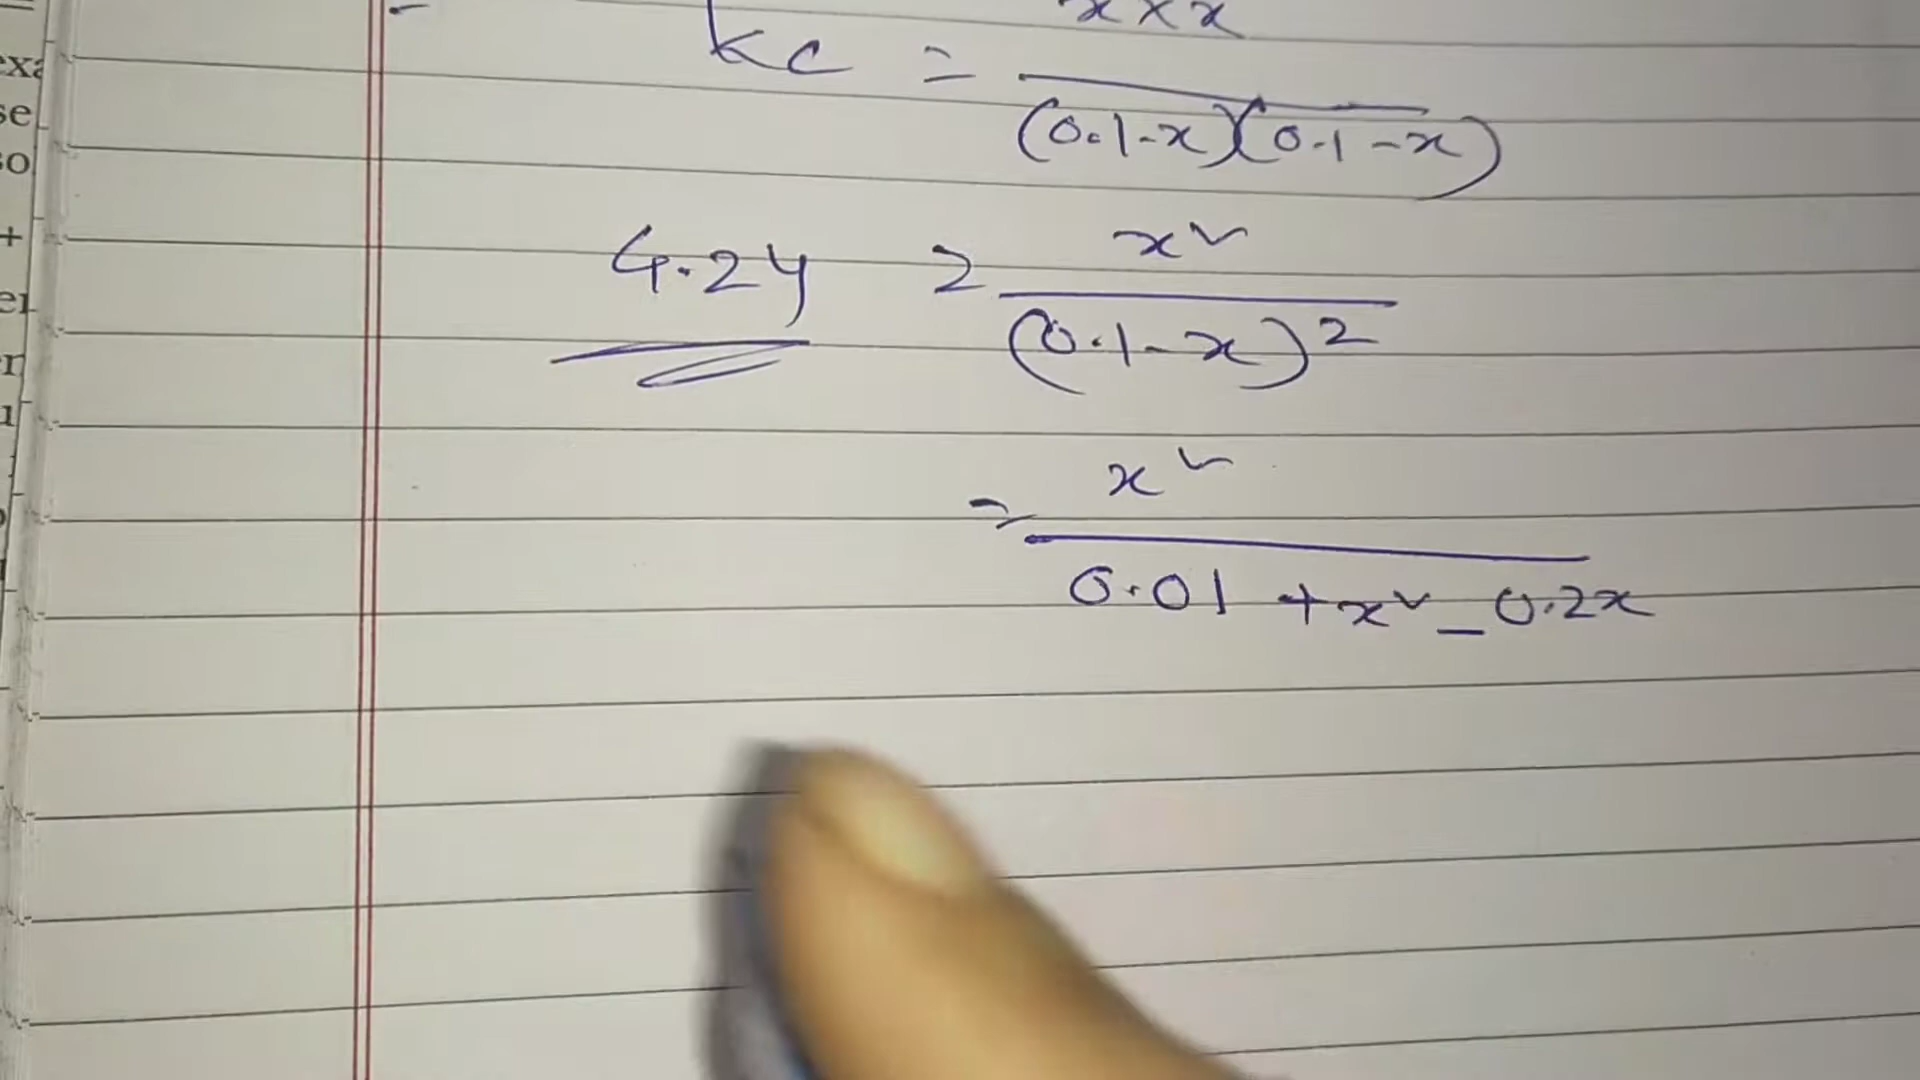 x×x
Kc = ───
(0.1-x)(0.1-x)
4.24 = x²
(0.1-x)2
= x²
0.01 + x² - 0.2x